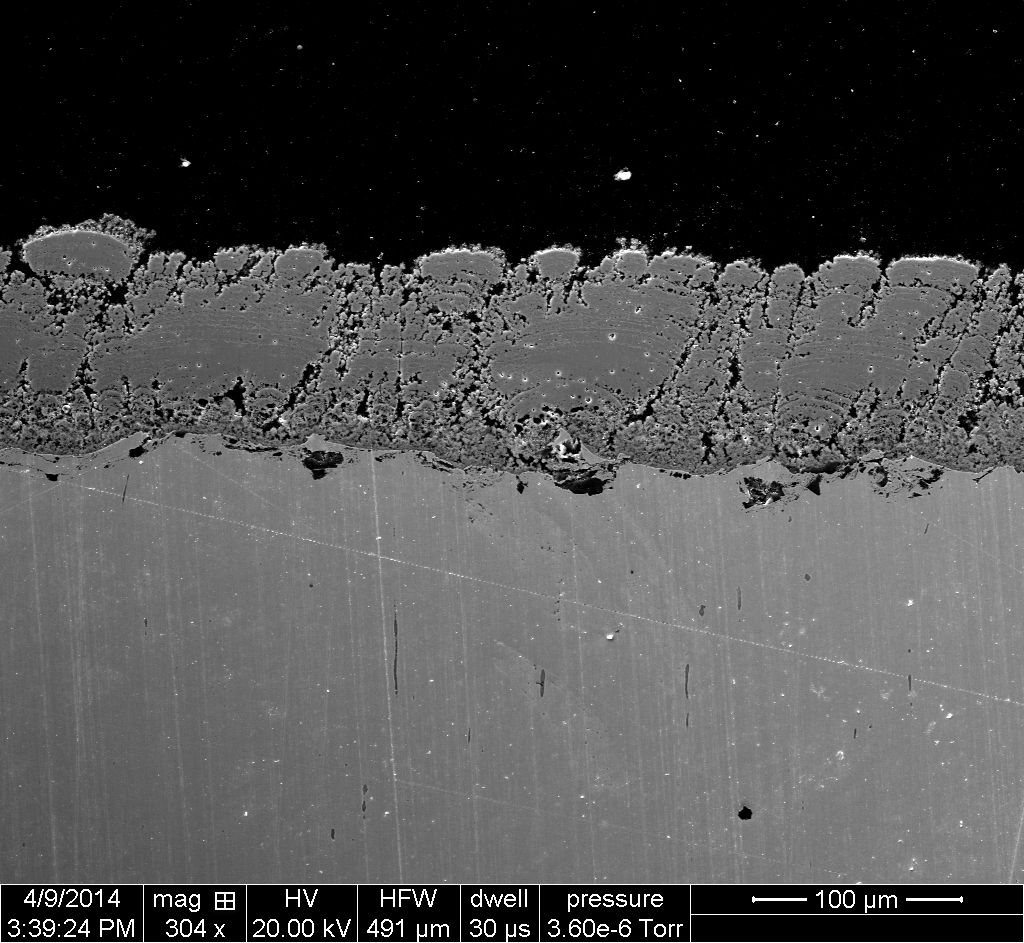 4/9/2014 mag HV HFW dwell pressure 100 µm
3:39:24 PM 304 x 20.00 kV 491 µm 30 µs 3.60e-6 Torr